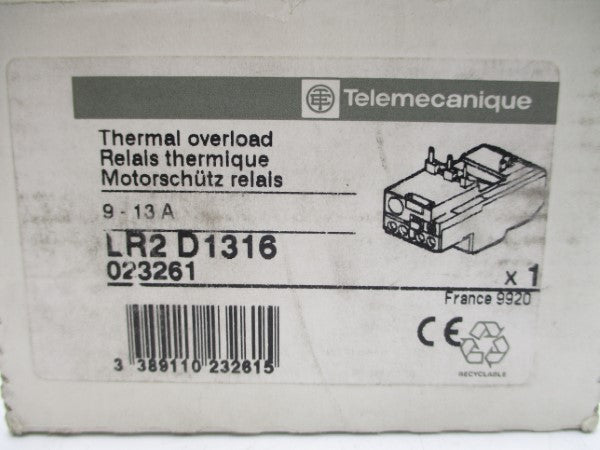 Telemecanique
Thermal overload
Relais thermique
Motorschütz relais
9 - 13 A
LR2 D1316
023261
x 1
France 9920
CE
3 389110 232615
RECYCLABLE